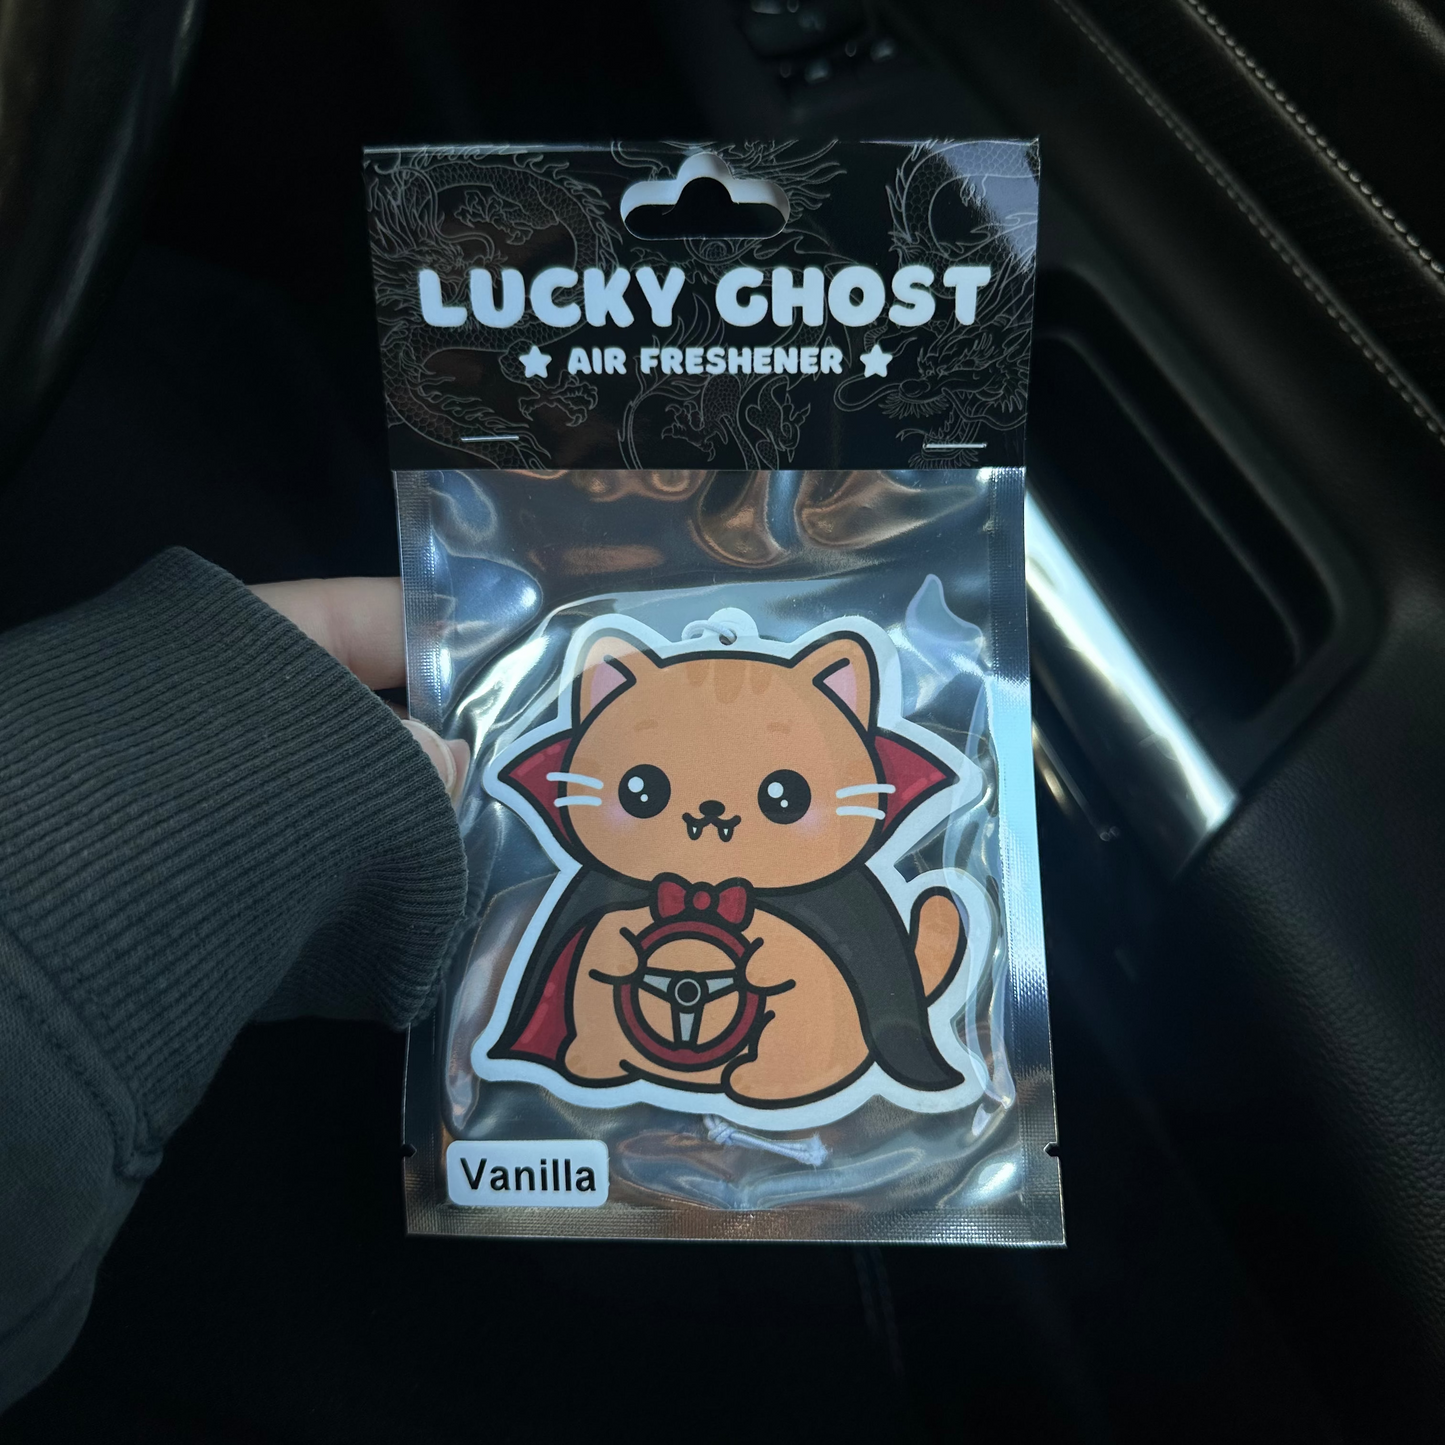 LUCKY GHOST
★ AIR FRESHENER ★
Vanilla